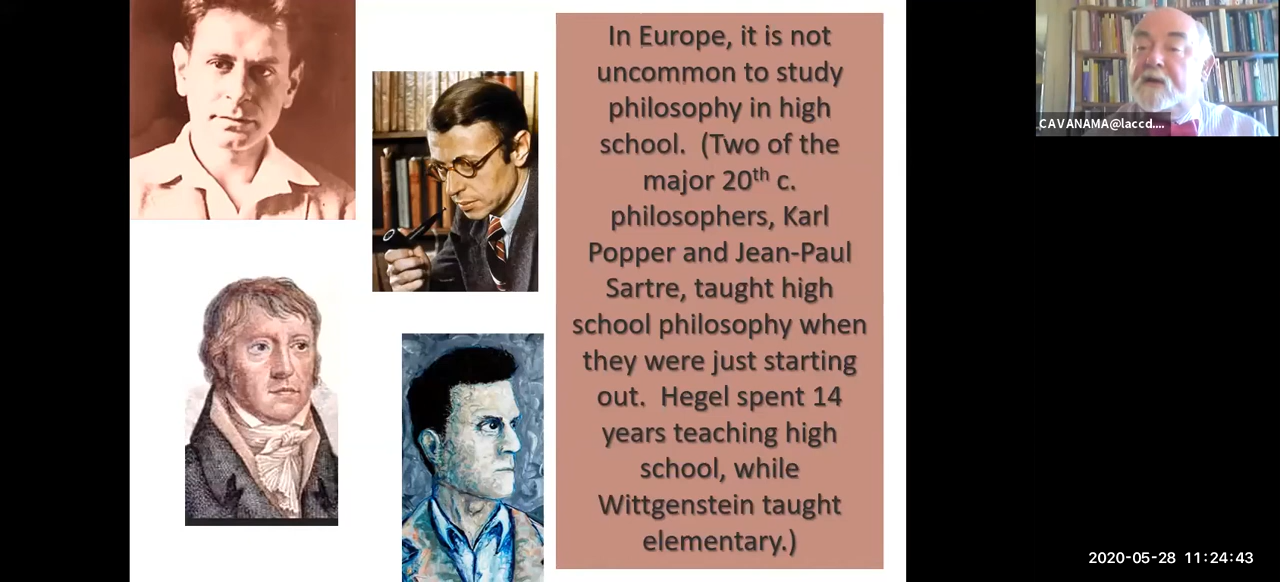 In Europe, it is not
uncommon to study
philosophy in high
school.  (Two of the
major 20th c.
philosophers, Karl
Popper and Jean-Paul
Sartre, taught high
school philosophy when
they were just starting
out.  Hegel spent 14
years teaching high
school, while
Wittgenstein taught
elementary.)
CAVANAMA@laccd....
2020-05-28 11:24:43